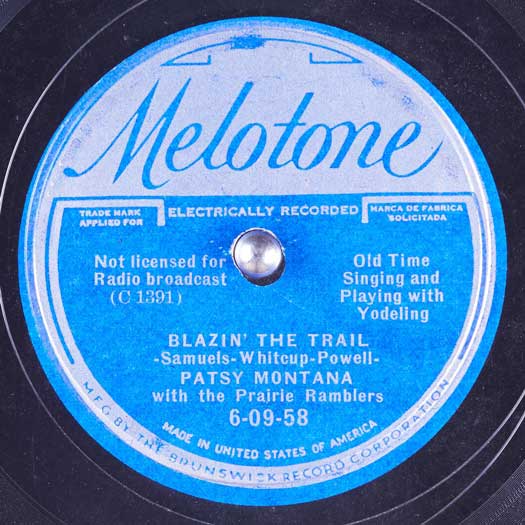 Melotone
TRADE MARK
APPLIED FOR
ELECTRICALLY RECORDED
MARCA DE FABRICA
SOLICITADA
Not licensed for
Radio broadcast
(C 1391)
Old Time
Singing and
Playing with
Yodeling
BLAZIN' THE TRAIL
-Samuels-Whitcup-Powell-
PATSY MONTANA
with the Prairie Ramblers
6-09-58
MADE IN UNITED STATES OF AMERICA
MFG BY THE BRUNSWICK RECORD CORPORATION